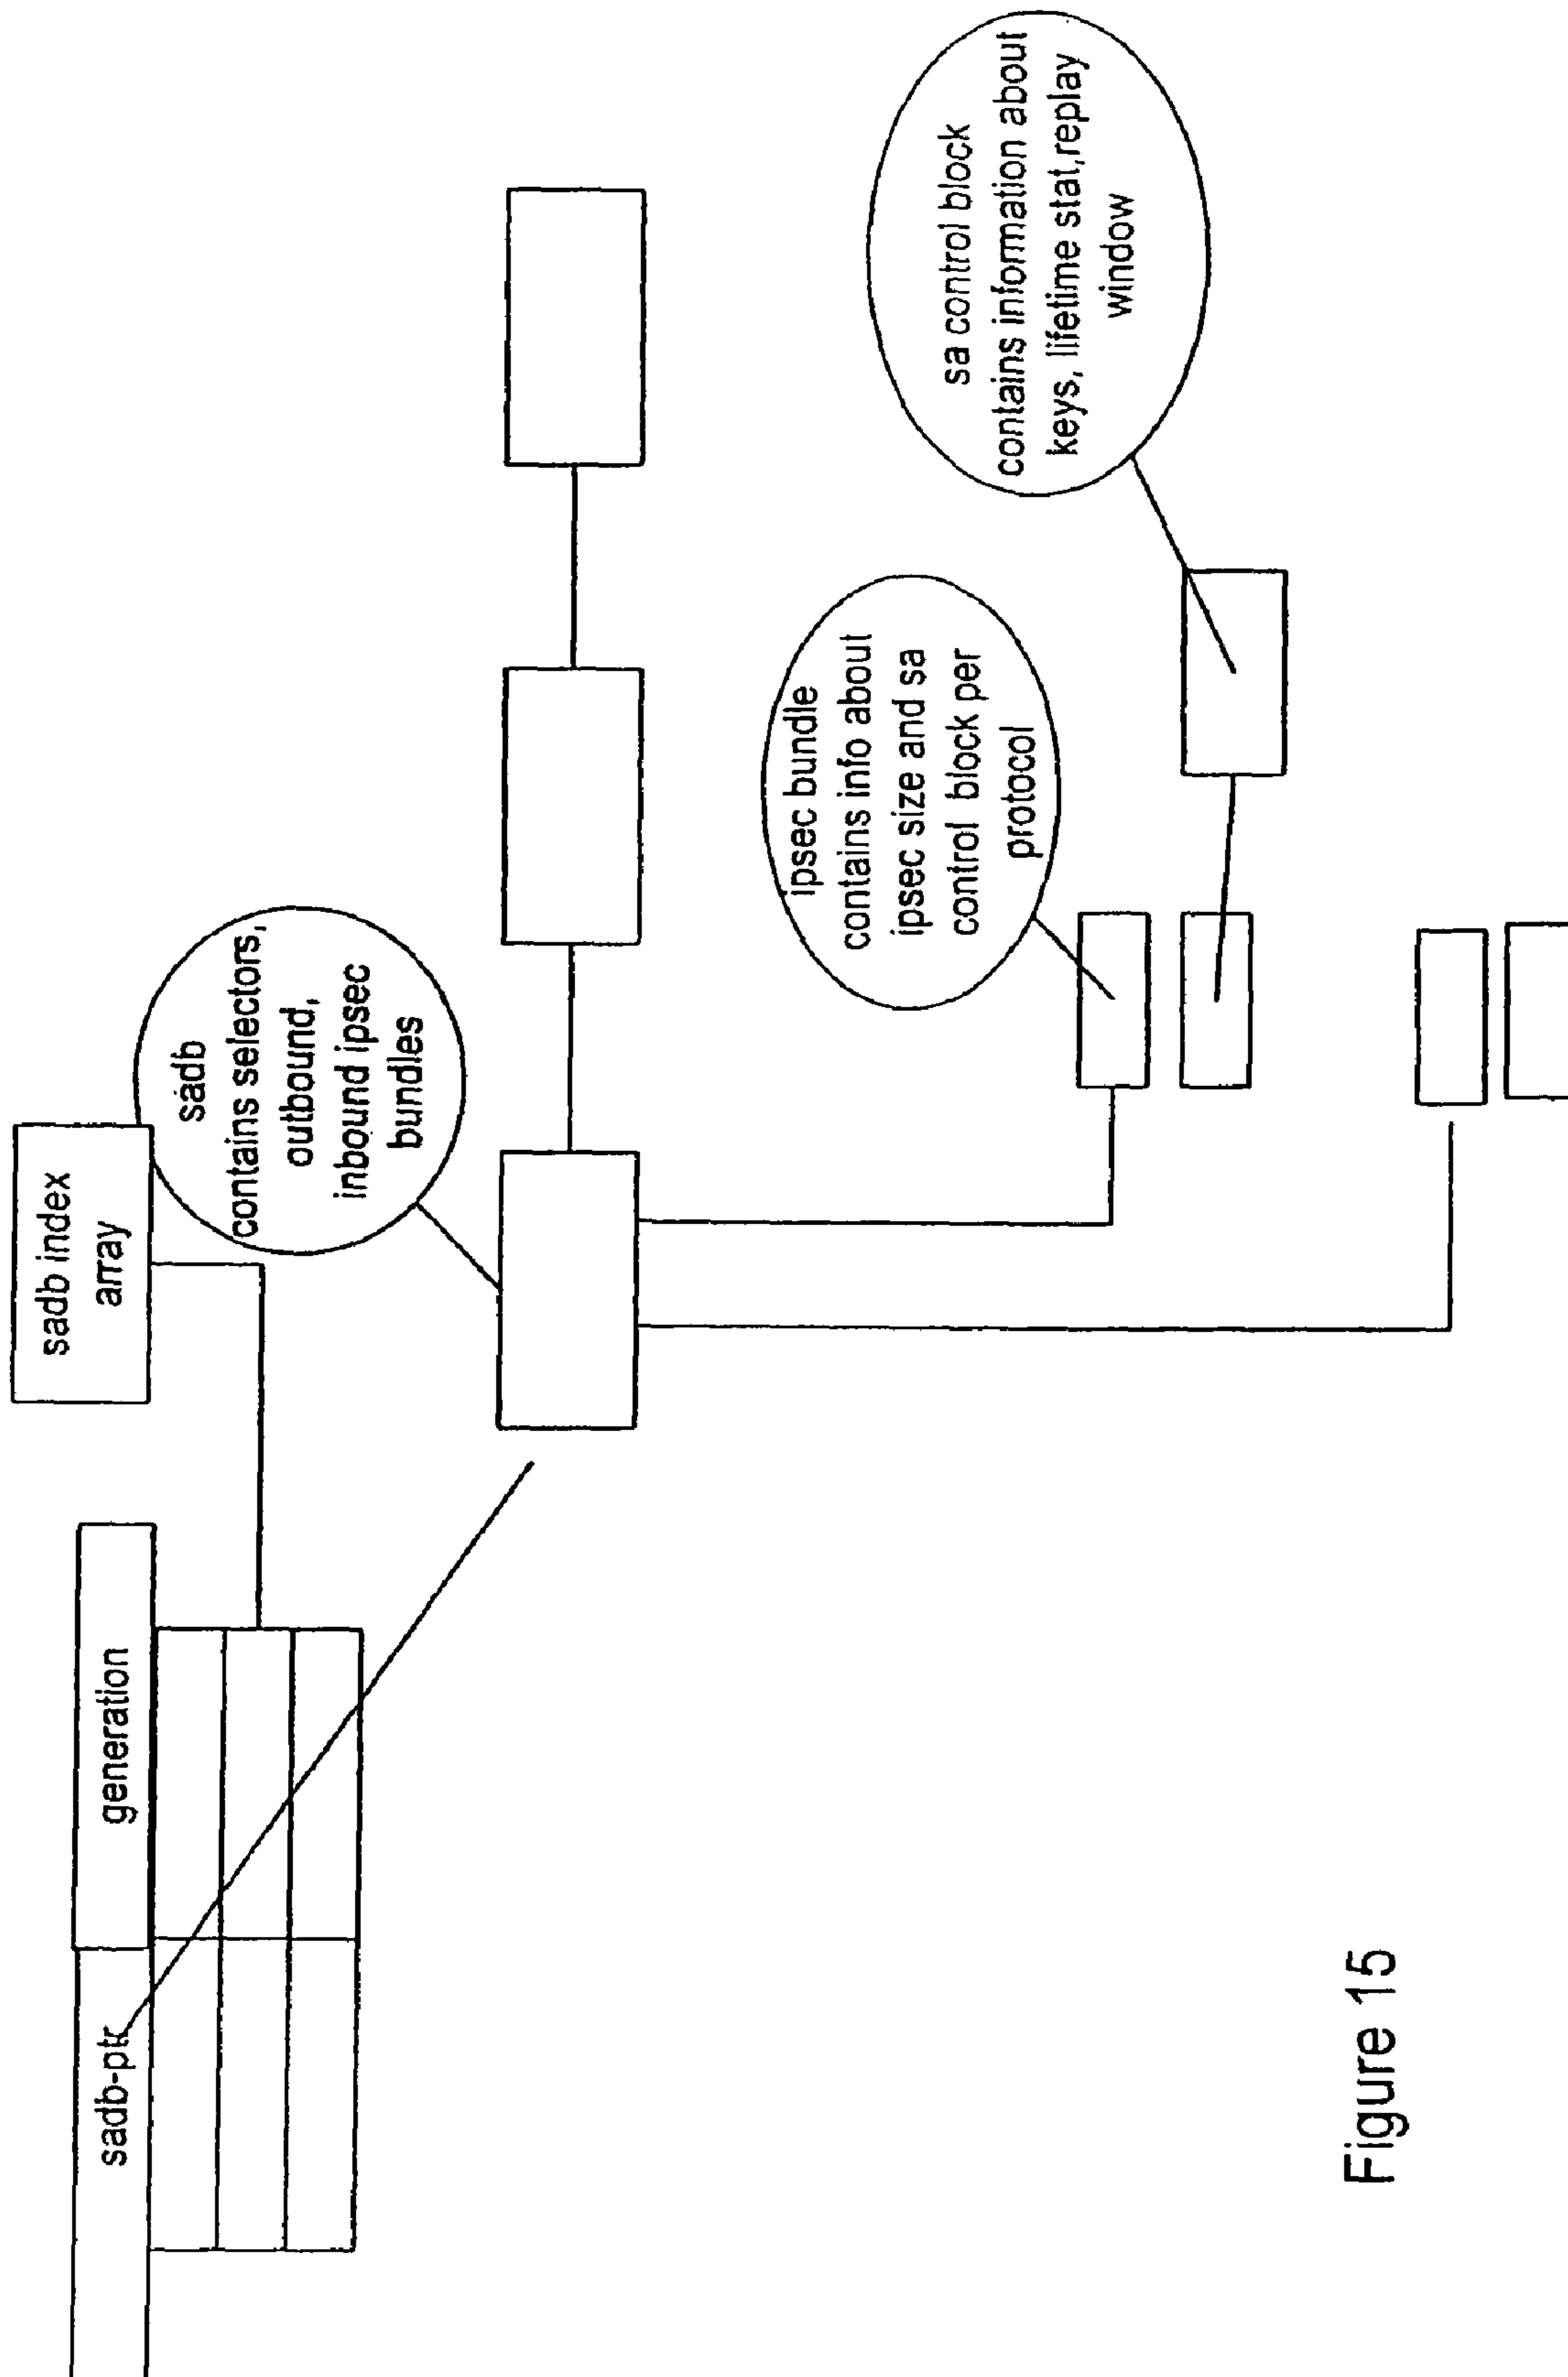 sadb-ptr
generation
sadb index
array
sadb
contains selectors,
outbound,
inbound ipsec
bundles
ipsec bundle
contains info about
ipsec size and sa
control block per
protocol
sa control block
contains information about
keys, lifetime stat,replay
window
Figure 15